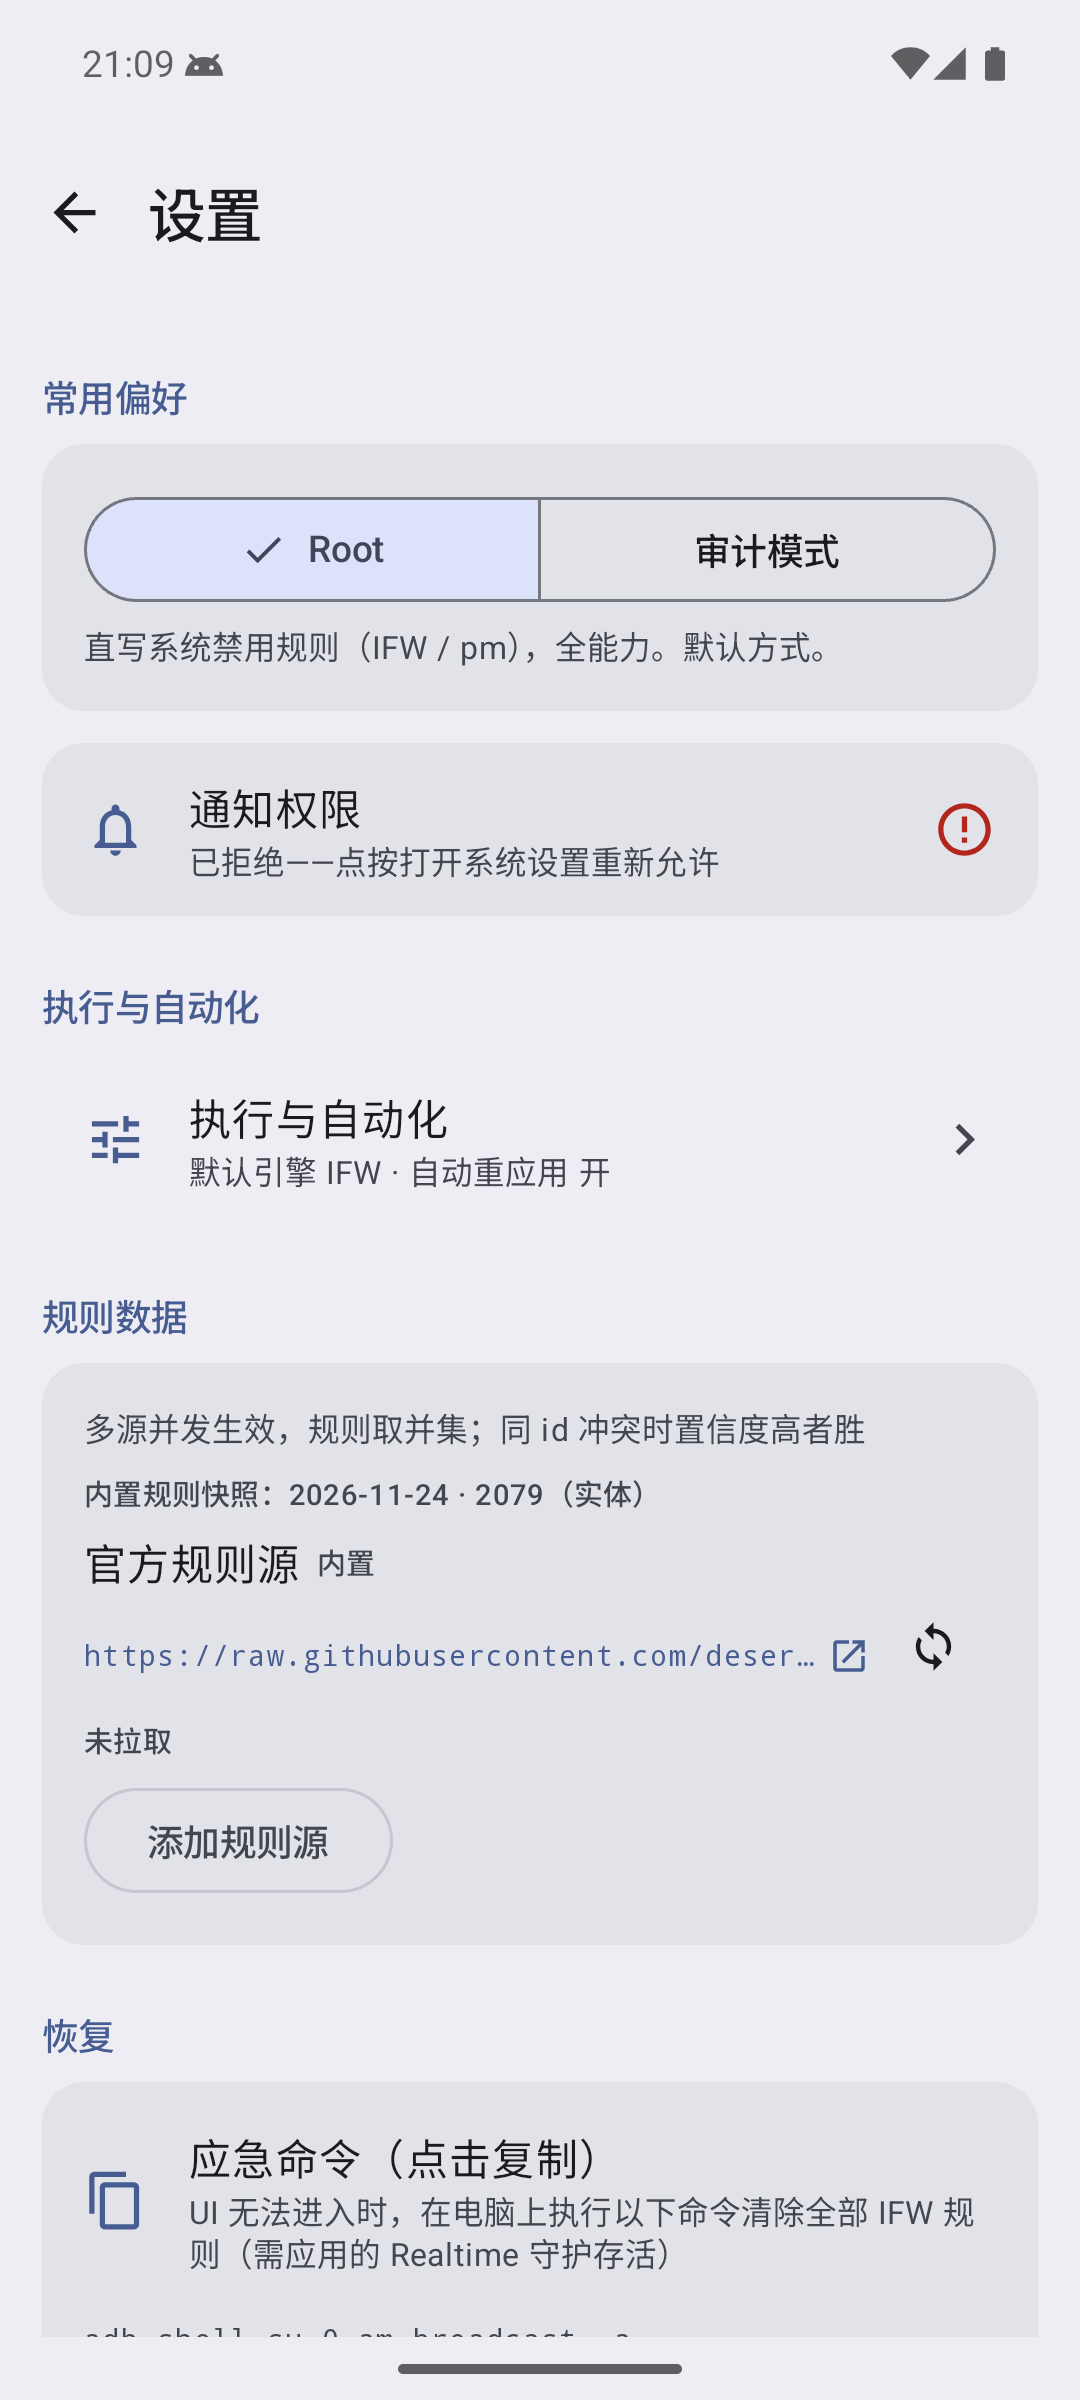 21:09
设置
常用偏好
Root
审计模式
直写系统禁用规则（IFW / pm），全能力。默认方式。
通知权限
已拒绝——点按打开系统设置重新允许
执行与自动化
执行与自动化
默认引擎 IFW · 自动重应用 开
规则数据
多源并发生效，规则取并集；同 id 冲突时置信度高者胜
内置规则快照：2026-11-24 · 2079（实体）
官方规则源 内置
https://raw.githubusercontent.com/deser…
未拉取
添加规则源
恢复
应急命令（点击复制）
UI 无法进入时，在电脑上执行以下命令清除全部 IFW 规
则（需应用的 Realtime 守护存活）
adb shell su 0 am broadcast -a